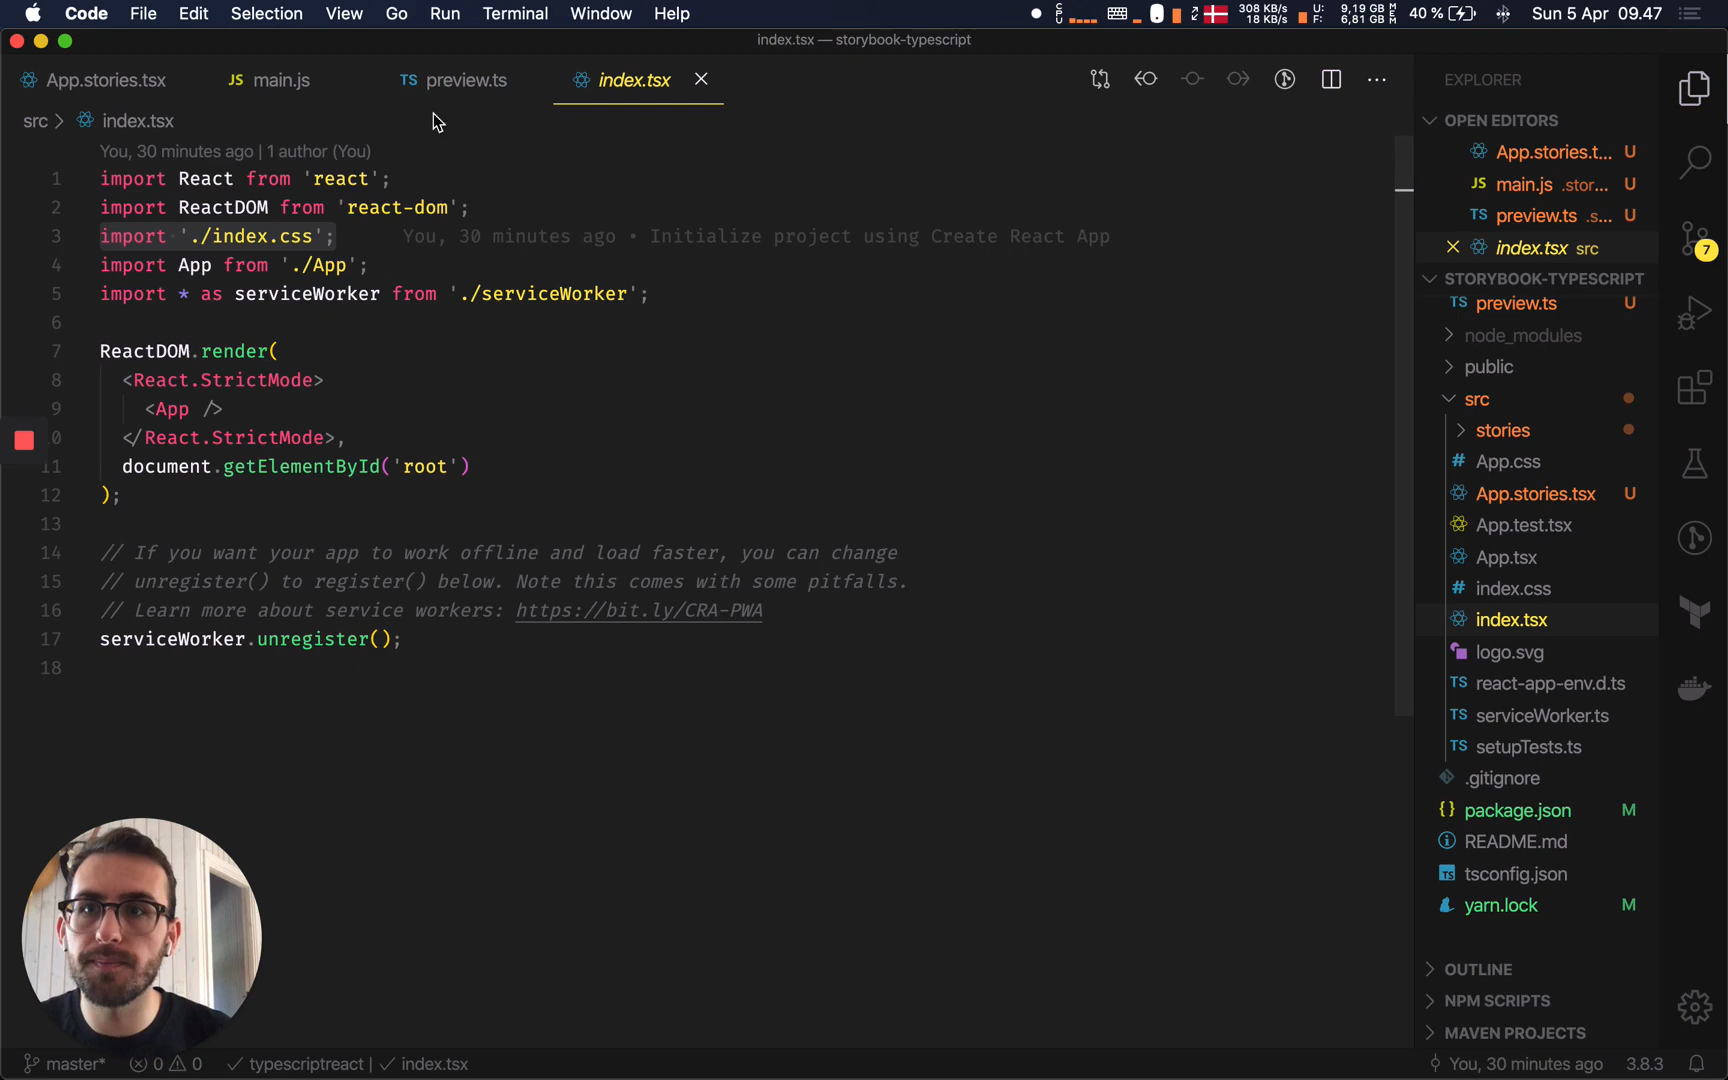 Code File Edit Selection View Go Run Terminal Window Help
CPU
308 KB/s
18 KB/s
U: 9,19 GB
F: 6,81 GB
MEM
40 %
Sun 5 Apr 09.47
index.tsx — storybook-typescript
App.stories.tsx
JS main.js
TS preview.ts
index.tsx
src > index.tsx
You, 30 minutes ago | 1 author (You)
1 import React from 'react';
2 import ReactDOM from 'react-dom';
3 import './index.css'; You, 30 minutes ago • Initialize project using Create React App
4 import App from './App';
5 import * as serviceWorker from './serviceWorker';
6
7 ReactDOM.render(
8 <React.StrictMode>
9 <App />
10 </React.StrictMode>,
11 document.getElementById('root')
12 );
13
14 // If you want your app to work offline and load faster, you can change
15 // unregister() to register() below. Note this comes with some pitfalls.
16 // Learn more about service workers: https://bit.ly/CRA-PWA
17 serviceWorker.unregister();
18
EXPLORER
OPEN EDITORS
App.stories.t... U
JS main.js .stor... U
TS preview.ts .s... U
index.tsx src
STORYBOOK-TYPESCRIPT
TS preview.ts U
node_modules
public
src
stories
# App.css
App.stories.tsx U
App.test.tsx
App.tsx
# index.css
index.tsx
logo.svg
TS react-app-env.d.ts
TS serviceWorker.ts
TS setupTests.ts
.gitignore
{} package.json M
README.md
TS tsconfig.json
yarn.lock M
OUTLINE
NPM SCRIPTS
MAVEN PROJECTS
7
master* 0 0 typescriptreact | index.tsx
You, 30 minutes ago 3.8.3